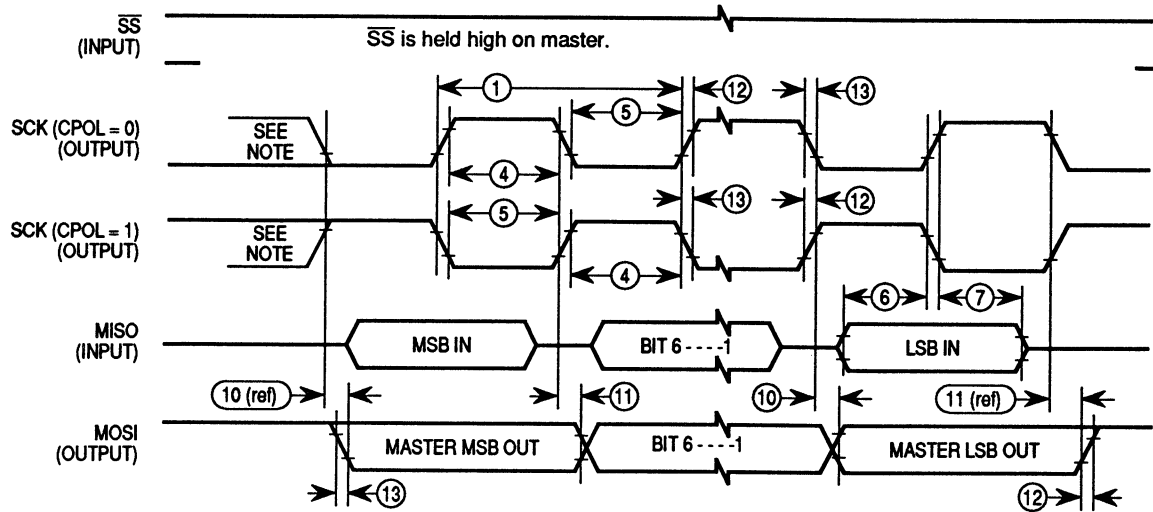 SS
(INPUT)
SS is held high on master.
1
12
13
5
SCK (CPOL = 0)
(OUTPUT)
SEE
NOTE
4
5
13
12
SCK (CPOL = 1)
(OUTPUT)
SEE
NOTE
4
6
7
MISO
(INPUT)
MSB IN
BIT 6 - - - - 1
LSB IN
10 (ref)
11
10
11 (ref)
MOSI
(OUTPUT)
MASTER MSB OUT
BIT 6 - - - - 1
MASTER LSB OUT
13
12